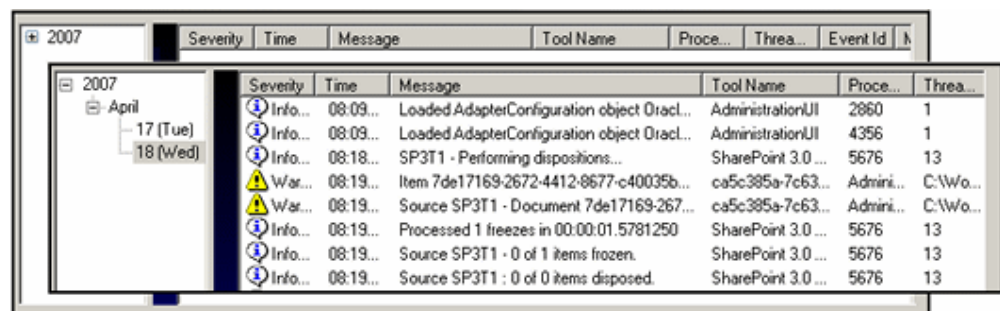 2007 Severity Time Message Tool Name Proce... Threa... Event Id
2007 Severity Time Message Tool Name Proce... Threa...
April Info... 08:09... Loaded AdapterConfiguration object Oracl... AdministrationUI 2860 1
17 (Tue) Info... 08:09... Loaded AdapterConfiguration object Oracl... AdministrationUI 4356 1
18 (Wed) Info... 08:18... SP3T1 - Performing dispositions... SharePoint 3.0 ... 5676 13
War... 08:19... Item 7de17169-2672-4412-8677-c40035b... ca5c385a-7c63... Admini... C:\Wo...
War... 08:19... Source SP3T1 - Document 7de17169-267... ca5c385a-7c63... Admini... C:\Wo...
Info... 08:19... Processed 1 freezes in 00:00:01.5781250 SharePoint 3.0 ... 5676 13
Info... 08:19... Source SP3T1 - 0 of 1 items frozen. SharePoint 3.0 ... 5676 13
Info... 08:19... Source SP3T1 : 0 of 0 items disposed. SharePoint 3.0 ... 5676 13